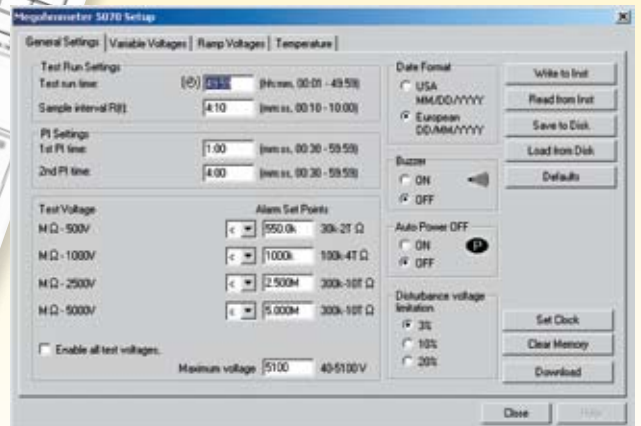 Megohmmeter 5070 Setup
General Settings Variable Voltages Ramp Voltages Temperature
Test Run Settings
Test run time: 49:59 (hh:mm, 00:01 - 49:59)
Sample interval R(t): 4:10 (mm:ss, 00:10 - 10:00)
PI Settings
1st PI time: 1:00 (mm:ss, 00:30 - 59:59)
2nd PI time: 4:00 (mm:ss, 00:30 - 59:59)
Test Voltage Alarm Set Points
MΩ - 500V < 550.0k 30k-2T Ω
MΩ - 1000V < 1000k 100k-4T Ω
MΩ - 2500V < 2.500M 300k-10T Ω
MΩ - 5000V < 5.000M 300k-10T Ω
Enable all test voltages.
Maximum voltage 5100 40-5100 V
Date Format
USA
MM/DD/YYYY
European
DD/MM/YYYY
Buzzer
ON
OFF
Auto Power OFF
ON P
OFF
Disturbance voltage
limitation
3%
10%
20%
Write to Inst
Read from Inst
Save to Disk
Load from Disk
Defaults
Set Clock
Clear Memory
Download
Close Help